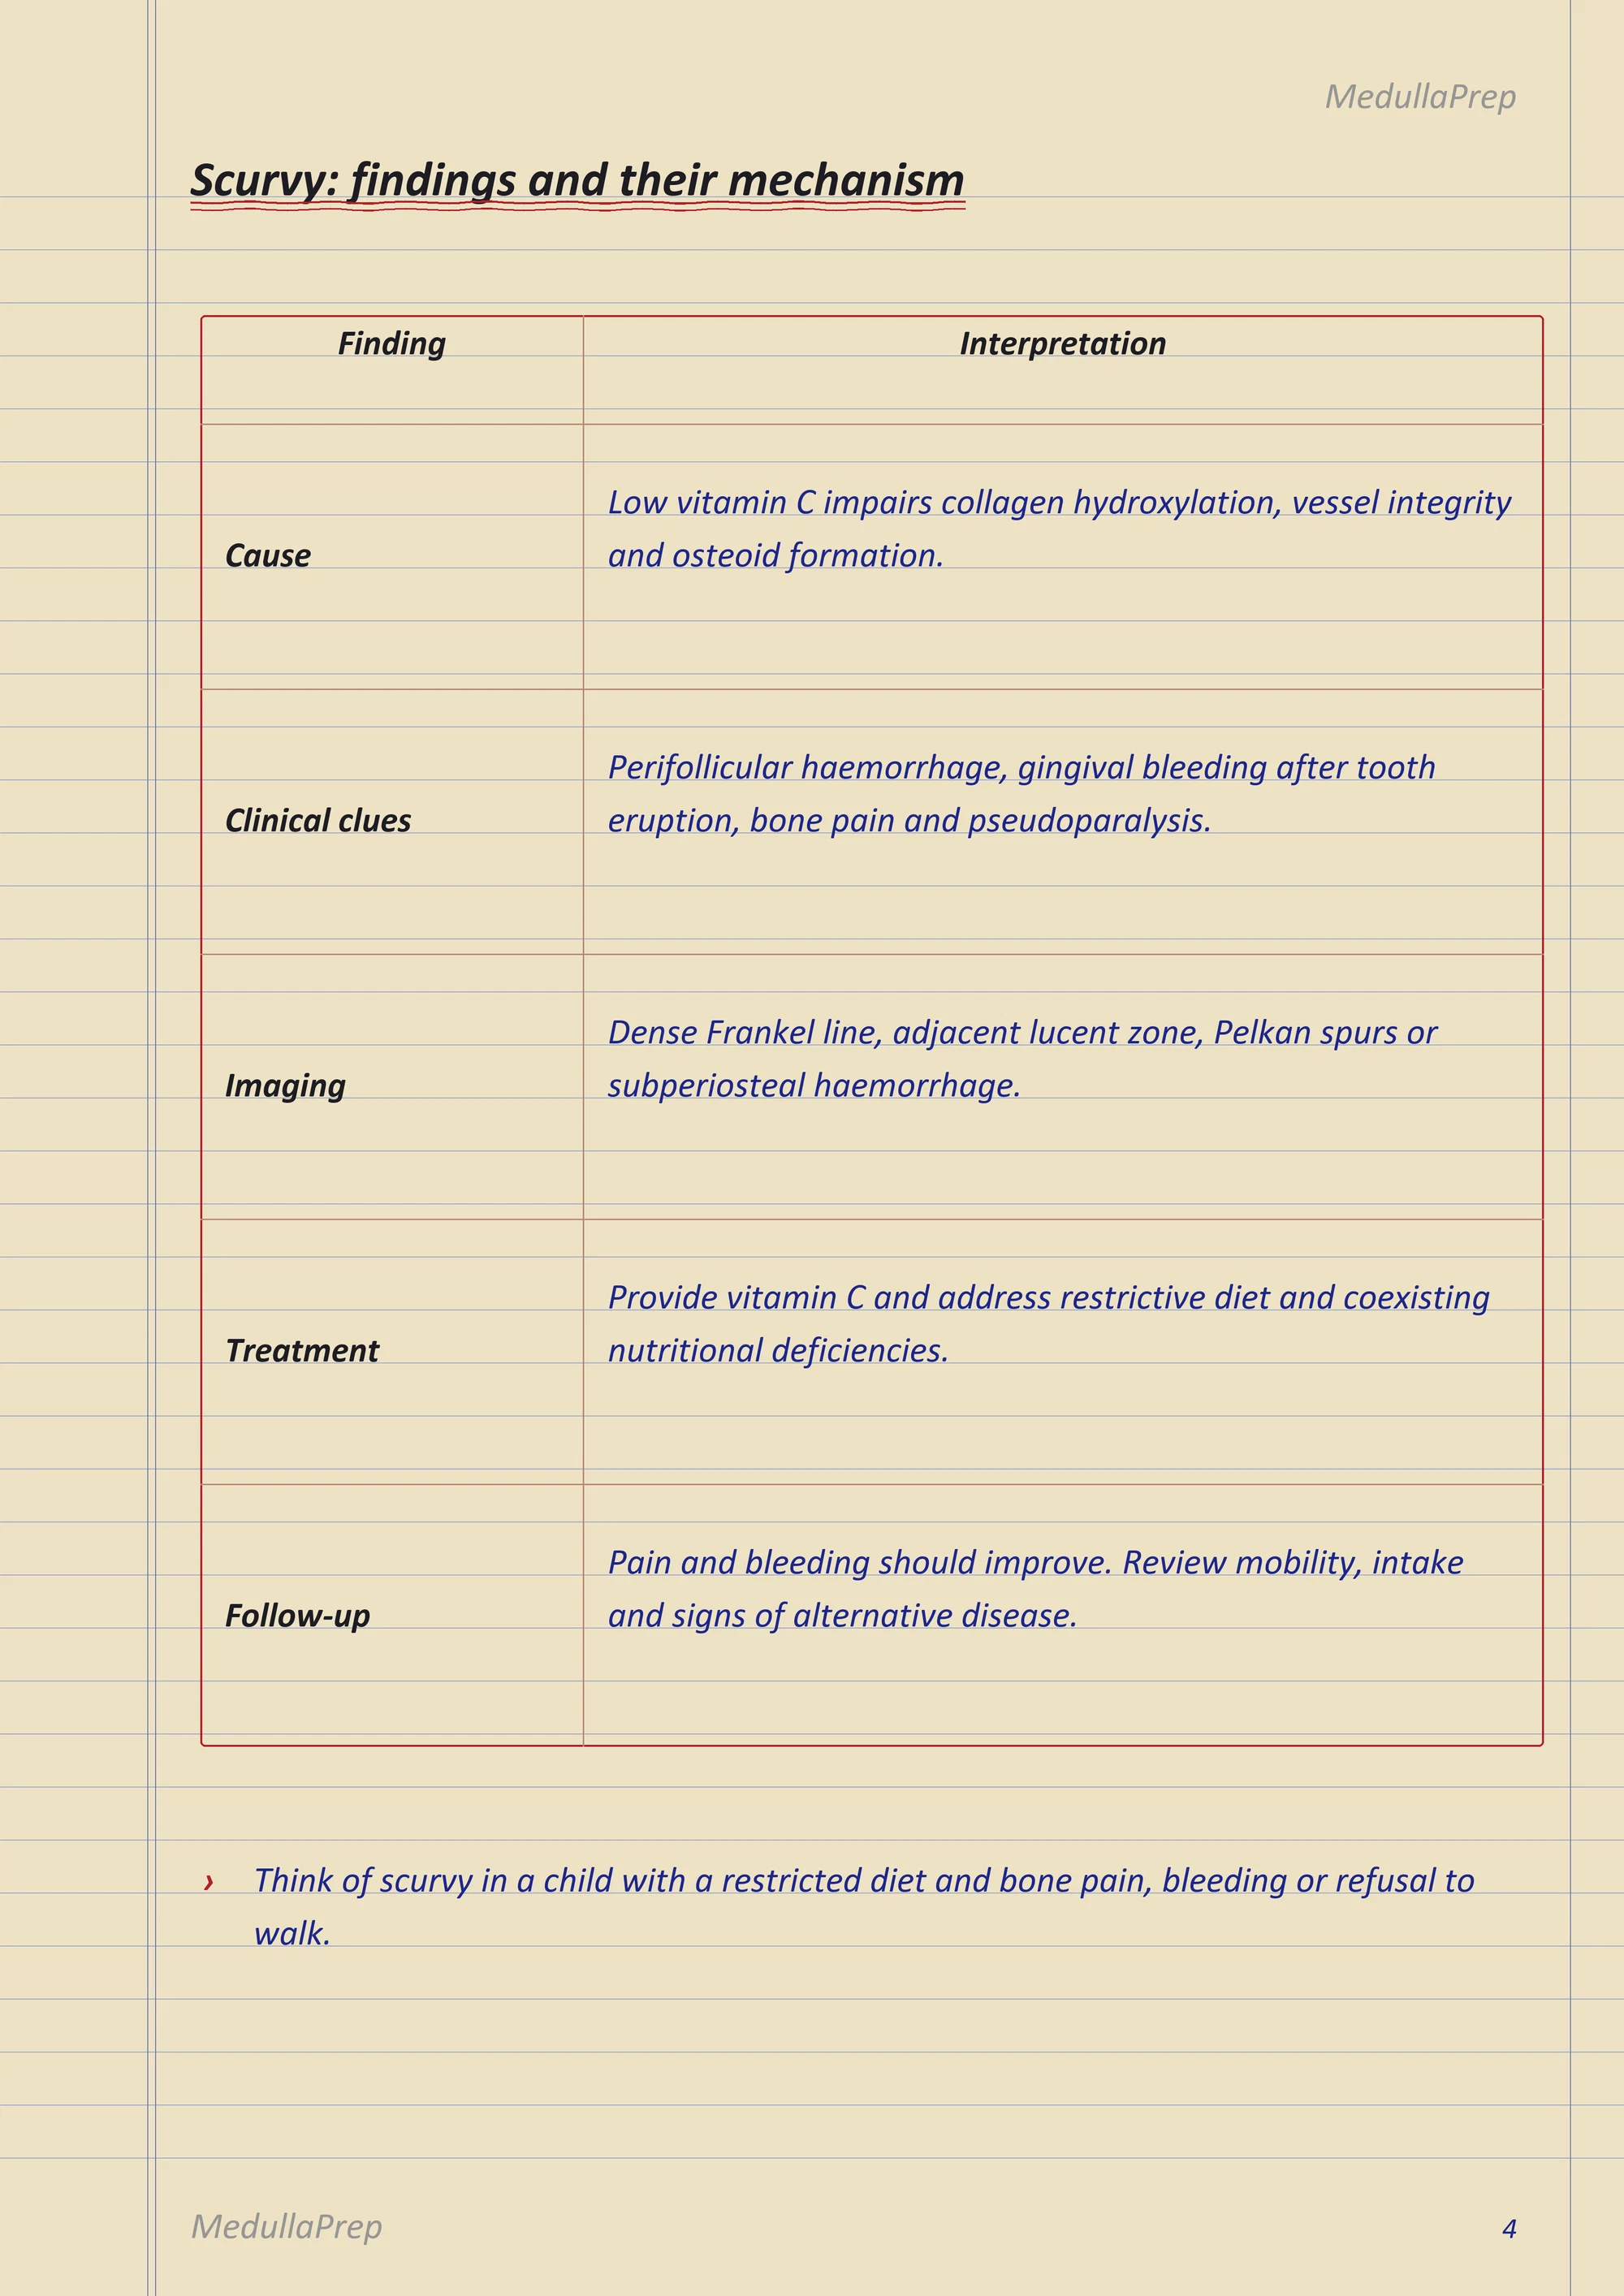 MedullaPrep
Scurvy: findings and their mechanism
Finding
Interpretation
Cause
Low vitamin C impairs collagen hydroxylation, vessel integrity
and osteoid formation.
Clinical clues
Perifollicular haemorrhage, gingival bleeding after tooth
eruption, bone pain and pseudoparalysis.
Imaging
Dense Frankel line, adjacent lucent zone, Pelkan spurs or
subperiosteal haemorrhage.
Treatment
Provide vitamin C and address restrictive diet and coexisting
nutritional deficiencies.
Follow-up
Pain and bleeding should improve. Review mobility, intake
and signs of alternative disease.
› Think of scurvy in a child with a restricted diet and bone pain, bleeding or refusal to
walk.
MedullaPrep
4